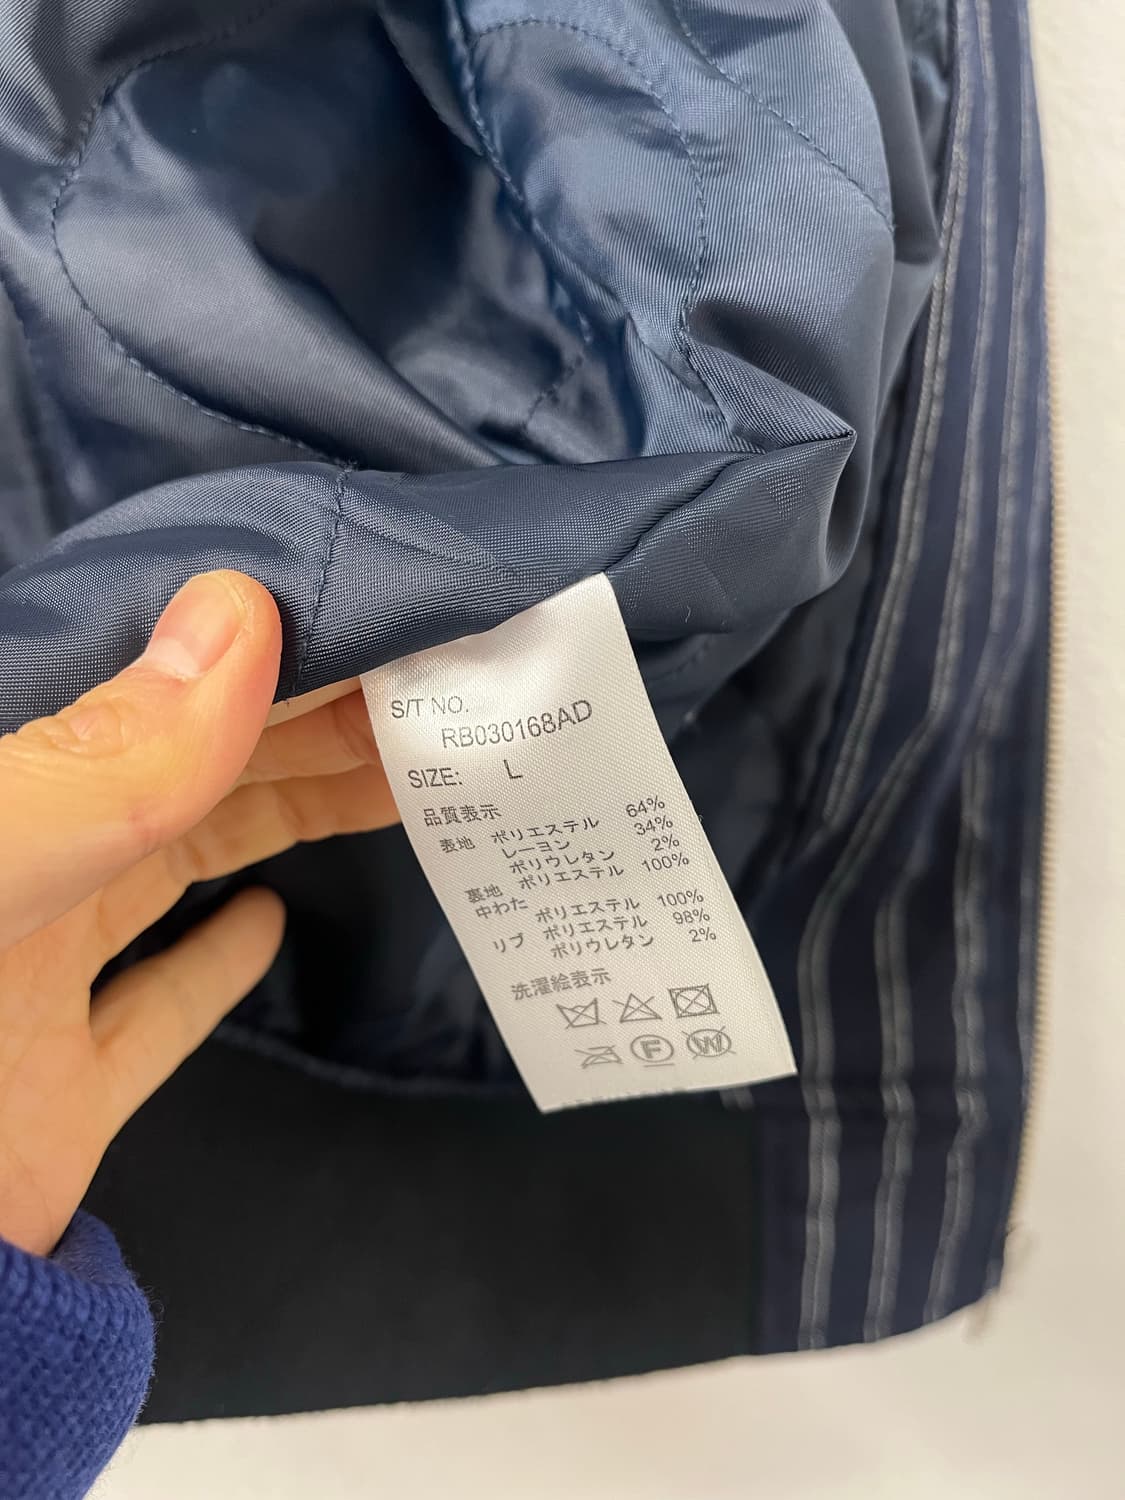 S/T NO.
RB030168AD
SIZE: L
品質表示
表地 ポリエステル 64%
レーヨン 34%
ポリウレタン 2%
裏地 ポリエステル 100%
中わた ポリエステル 100%
リブ ポリエステル 98%
ポリウレタン 2%
洗濯絵表示
F W